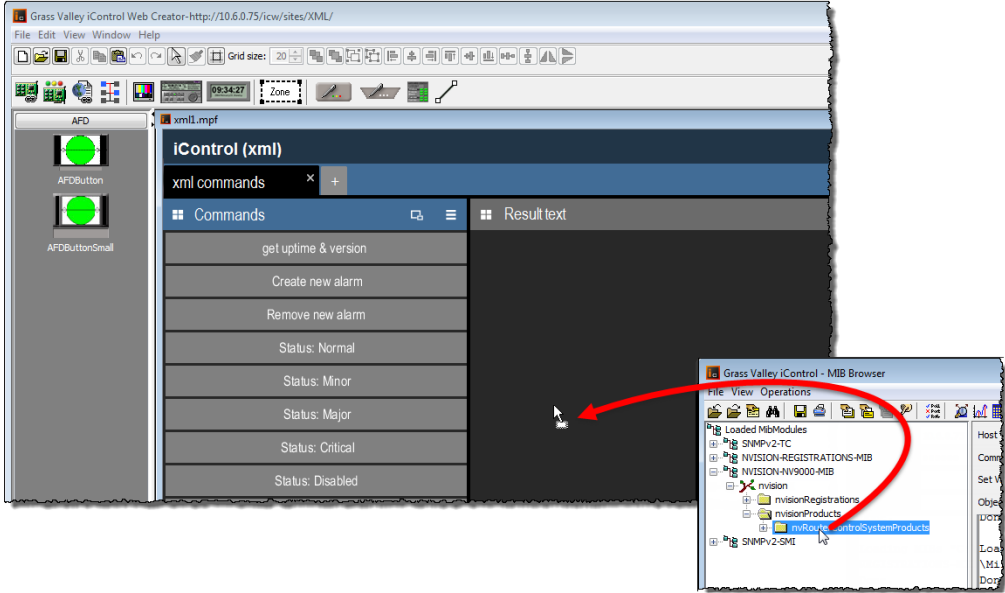 Grass Valley iControl Web Creator-http://10.6.0.75/icw/sites/XML/
File Edit View Window Help
Grid size: 20
09:34:27 Zone
AFD
AFDButton
AFDButtonSmall
xml1.mpf
iControl (xml)
xml commands × +
Commands
get uptime & version
Create new alarm
Remove new alarm
Status: Normal
Status: Minor
Status: Major
Status: Critical
Status: Disabled
Result text
Grass Valley iControl - MIB Browser
File View Operations
Loaded MibModules
SNMPv2-TC
NVISION-REGISTRATIONS-MIB
NVISION-NV9000-MIB
nvision
nvisionRegistrations
nvisionProducts
nvRouterControlSystemProducts
SNMPv2-SMI
Host
Comm
Set V
Obje
Loa
\Mi
Don